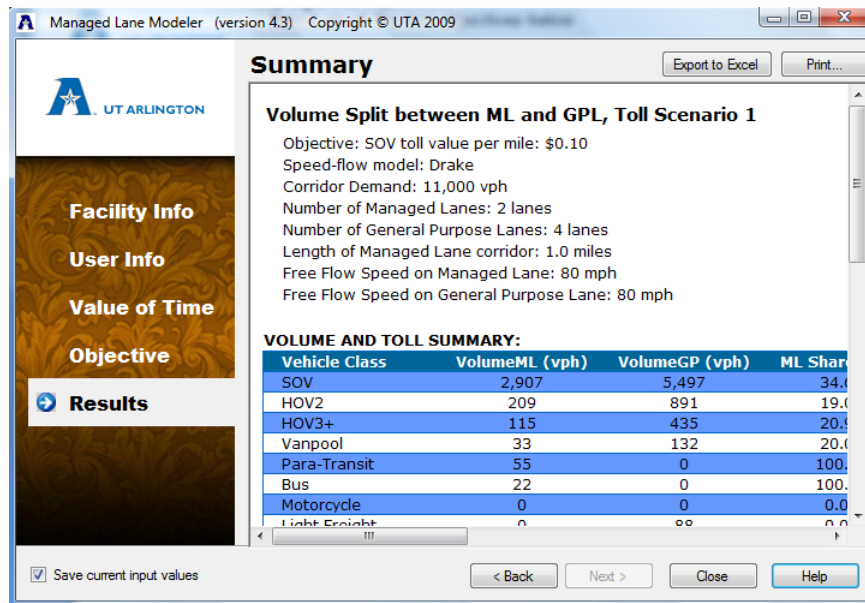 Managed Lane Modeler (version 4.3) Copyright © UTA 2009
UT ARLINGTON
Facility Info
User Info
Value of Time
Objective
Results
Summary
Export to Excel
Print...
Volume Split between ML and GPL, Toll Scenario 1
Objective: SOV toll value per mile: $0.10
Speed-flow model: Drake
Corridor Demand: 11,000 vph
Number of Managed Lanes: 2 lanes
Number of General Purpose Lanes: 4 lanes
Length of Managed Lane corridor: 1.0 miles
Free Flow Speed on Managed Lane: 80 mph
Free Flow Speed on General Purpose Lane: 80 mph
VOLUME AND TOLL SUMMARY:
Vehicle Class VolumeML (vph) VolumeGP (vph) ML Shar
SOV 2,907 5,497 34.
HOV2 209 891 19.
HOV3+ 115 435 20.
Vanpool 33 132 20.
Para-Transit 55 0 100.
Bus 22 0 100.
Motorcycle 0 0 0.0
Light Freight 0 88 0.0
Save current input values
< Back
Next >
Close
Help